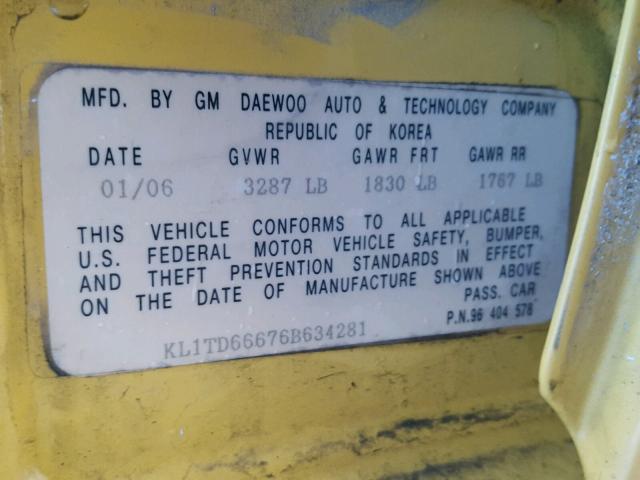 MFD. BY GM DAEWOO AUTO & TECHNOLOGY COMPANY
REPUBLIC OF KOREA
DATE GVWR GAWR FRT GAWR RR
01/06 3287 LB 1830 LB 1767 LB
THIS VEHICLE CONFORMS TO ALL APPLICABLE
U.S. FEDERAL MOTOR VEHICLE SAFETY, BUMPER,
AND THEFT PREVENTION STANDARDS IN EFFECT
ON THE DATE OF MANUFACTURE SHOWN ABOVE
PASS. CAR
KL1TD66676B634281
P.N.96 404 578